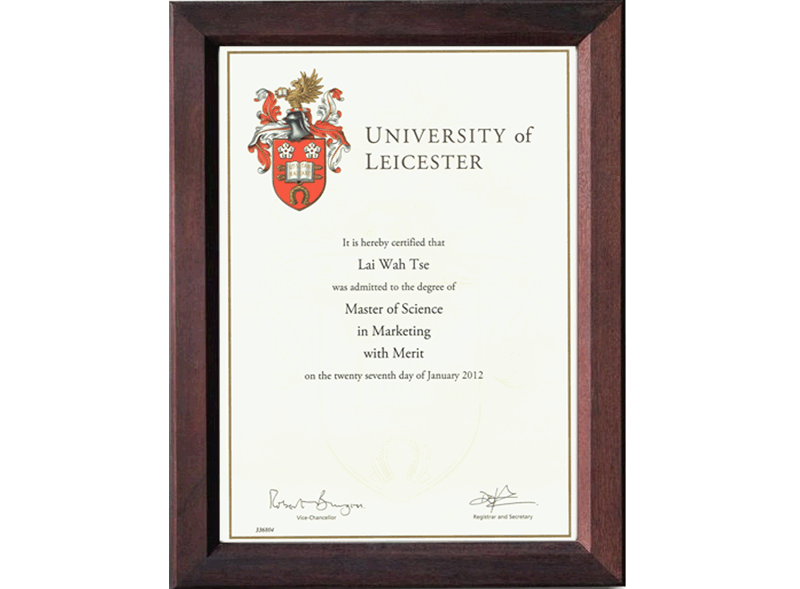 UNIVERSITY of
LEICESTER
It is hereby certified that
Lai Wah Tse
was admitted to the degree of
Master of Science
in Marketing
with Merit
on the twenty seventh day of January 2012
Robert Burgess
Vice-Chancellor
Registrar and Secretary
336804